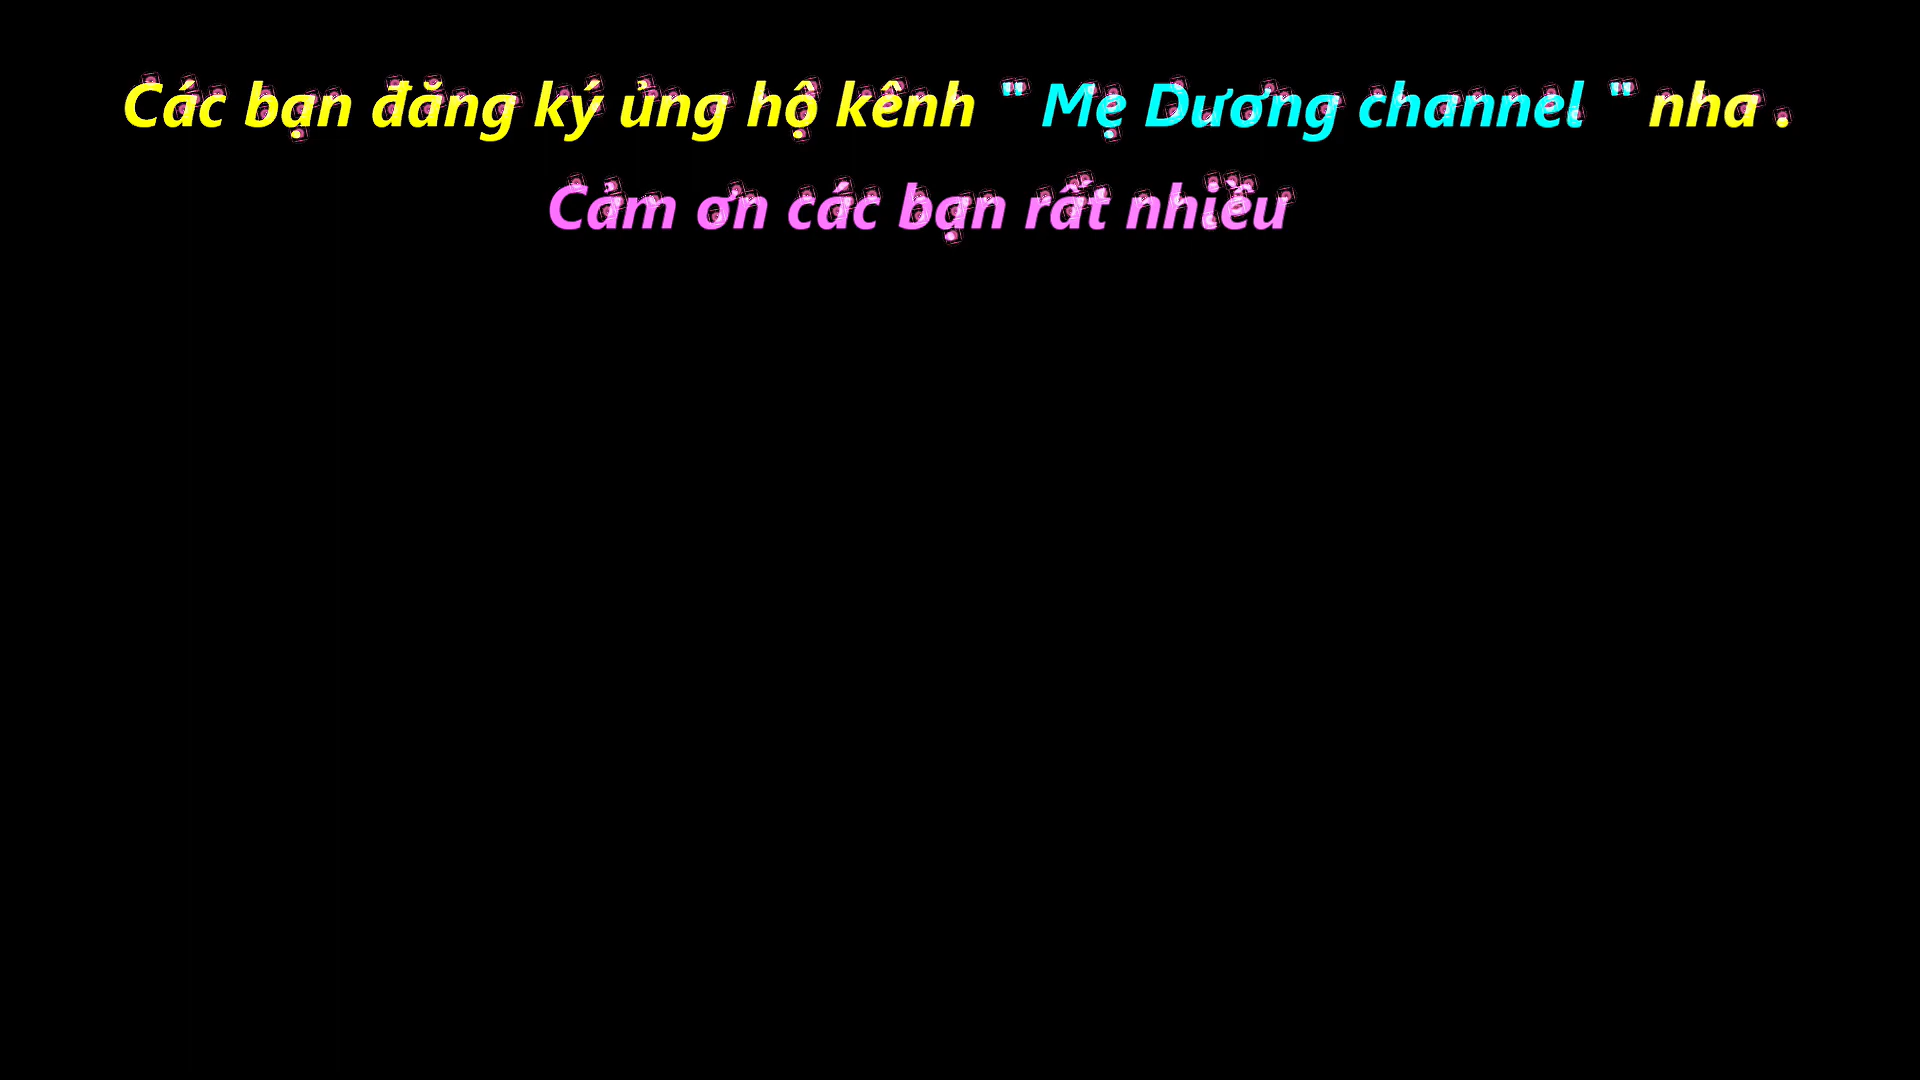 Các bạn đăng ký ủng hộ kênh " Mẹ Dương channel " nha .
Cảm ơn các bạn rất nhiều